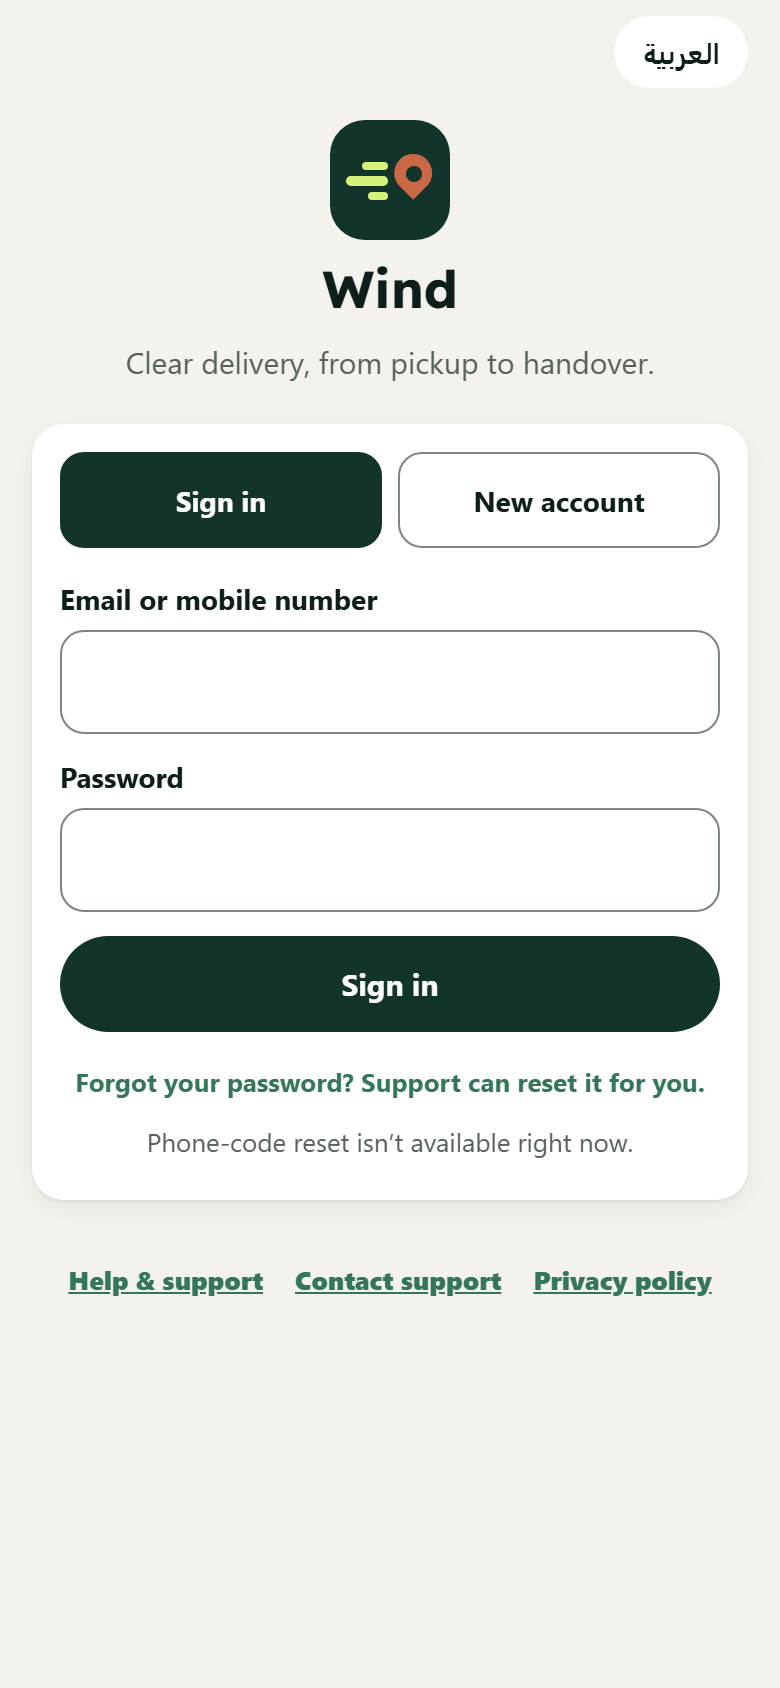 العربية
Wind
Clear delivery, from pickup to handover.
Sign in
New account
Email or mobile number
Password
Sign in
Forgot your password? Support can reset it for you.
Phone-code reset isn’t available right now.
Help & support
Contact support
Privacy policy